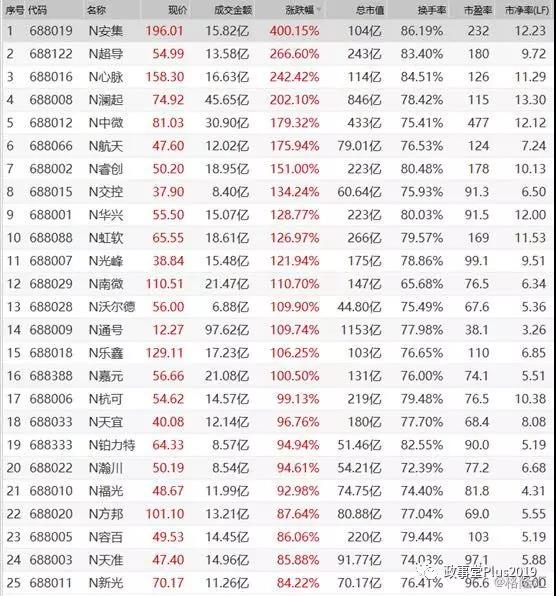 序号 代码 名称 现价 成交金额 涨跌幅 总市值 换手率 市盈率 市净率(LF)
1 688019 N安集 196.01 15.82亿 400.15% 104亿 86.19% 232 12.23
2 688122 N超导 54.99 13.58亿 266.60% 243亿 83.40% 180 9.72
3 688016 N心脉 158.30 16.63亿 242.42% 114亿 84.51% 126 11.29
4 688008 N澜起 74.92 45.65亿 202.10% 846亿 78.42% 115 13.30
5 688012 N中微 81.03 30.90亿 179.32% 433亿 75.41% 477 12.12
6 688066 N航天 47.60 12.02亿 175.94% 79.01亿 76.53% 124 7.24
7 688002 N睿创 50.20 18.95亿 151.00% 223亿 80.48% 178 10.13
8 688015 N交控 37.90 8.40亿 134.24% 60.64亿 75.93% 91.3 6.50
9 688001 N华兴 55.50 15.07亿 128.77% 223亿 80.03% 91.5 12.00
10 688088 N虹软 65.55 18.61亿 126.97% 266亿 79.57% 169 11.53
11 688007 N光峰 38.84 15.48亿 121.94% 175亿 78.86% 99.1 9.51
12 688029 N南微 110.51 21.47亿 110.70% 147亿 65.68% 76.5 6.34
13 688028 N沃尔德 56.00 6.88亿 109.90% 44.80亿 75.49% 67.6 5.36
14 688009 N通号 12.27 97.62亿 109.74% 1153亿 77.98% 38.1 3.26
15 688018 N乐鑫 129.11 17.23亿 106.25% 103亿 76.65% 110 6.85
16 688388 N嘉元 56.66 21.08亿 100.50% 131亿 76.00% 74.1 5.51
17 688006 N杭可 54.62 14.57亿 99.13% 219亿 79.48% 76.5 10.38
18 688033 N天宜 40.08 12.14亿 96.76% 180亿 77.70% 68.4 8.08
19 688333 N铂力特 64.33 8.57亿 94.94% 51.46亿 82.55% 90.0 5.19
20 688022 N瀚川 50.19 8.54亿 94.61% 54.21亿 72.39% 77.2 6.68
21 688010 N福光 48.67 11.99亿 92.98% 74.75亿 74.40% 81.8 4.31
22 688020 N方邦 101.10 13.21亿 87.64% 80.88亿 77.04% 69.0 5.55
23 688005 N容百 49.53 14.45亿 86.06% 220亿 79.44% 103 5.19
24 688003 N天准 47.40 14.96亿 85.88% 91.77亿 74.03% 97.1 5.88
25 688011 N新光 70.17 11.26亿 84.22% 70.17亿 76.41% 96.6 6.00
政事堂Plus2019